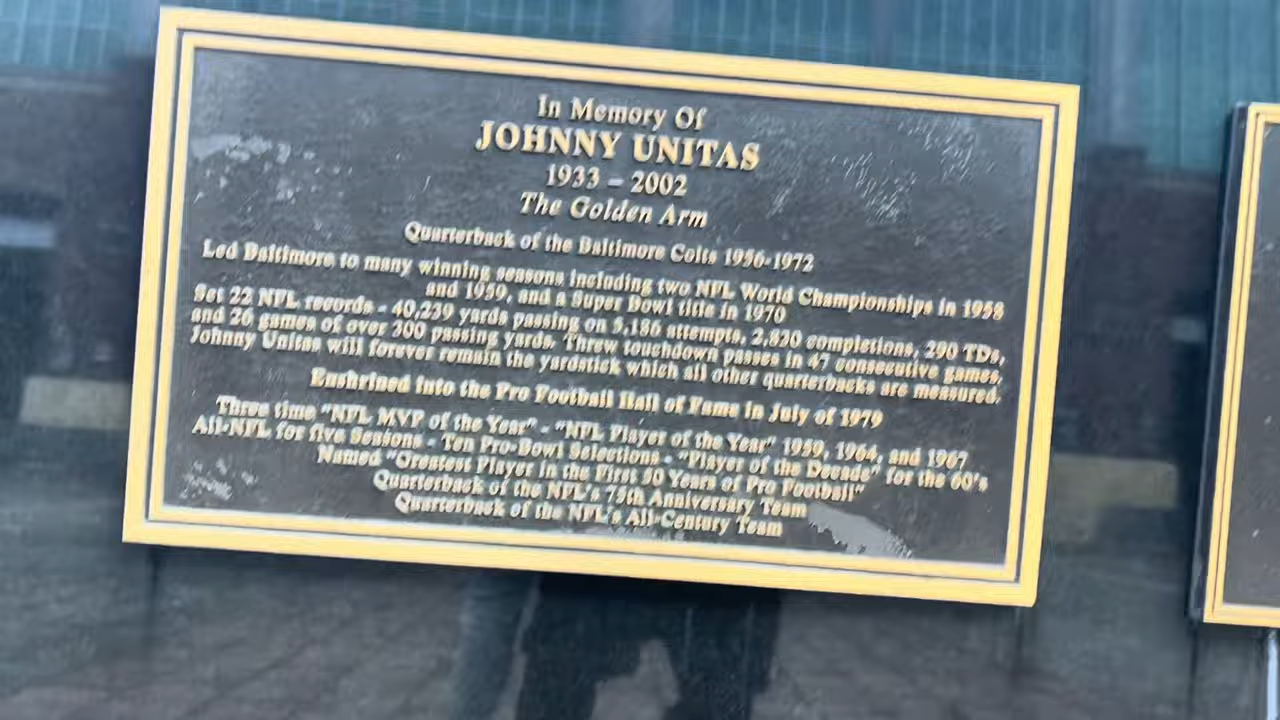 In Memory Of
JOHNNY UNITAS
1933 – 2002
The Golden Arm
Quarterback of the Baltimore Colts 1956-1972
Led Baltimore to many winning seasons including two NFL World Championships in 1958
and 1959, and a Super Bowl title in 1970
Set 22 NFL records - 40,239 yards passing on 5,186 attempts, 2,830 completions, 290 TDs,
and 26 games of over 300 passing yards. Threw touchdown passes in 47 consecutive games.
Johnny Unitas will forever remain the yardstick which all other quarterbacks are measured.
Enshrined into the Pro Football Hall of Fame in July of 1979
Three time "NFL MVP of the Year" - "NFL Player of the Year" 1959, 1964, and 1967
All-NFL for five Seasons - Ten Pro-Bowl Selections - "Player of the Decade" for the 60's
Named "Greatest Player in the First 50 Years of Pro Football"
Quarterback of the NFL's 75th Anniversary Team
Quarterback of the NFL's All-Century Team